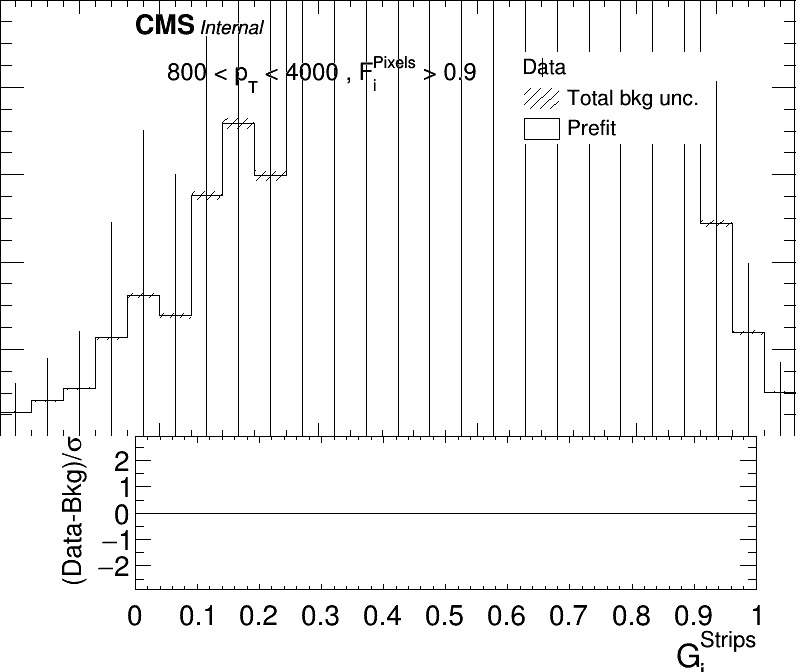 CMS Internal
800 < p_T < 4000 , F_i^Pixels > 0.9
Data
Total bkg unc.
Prefit
(Data-Bkg)/σ
2
1
0
−1
−2
0 0.1 0.2 0.3 0.4 0.5 0.6 0.7 0.8 0.9 1
G_i^Strips